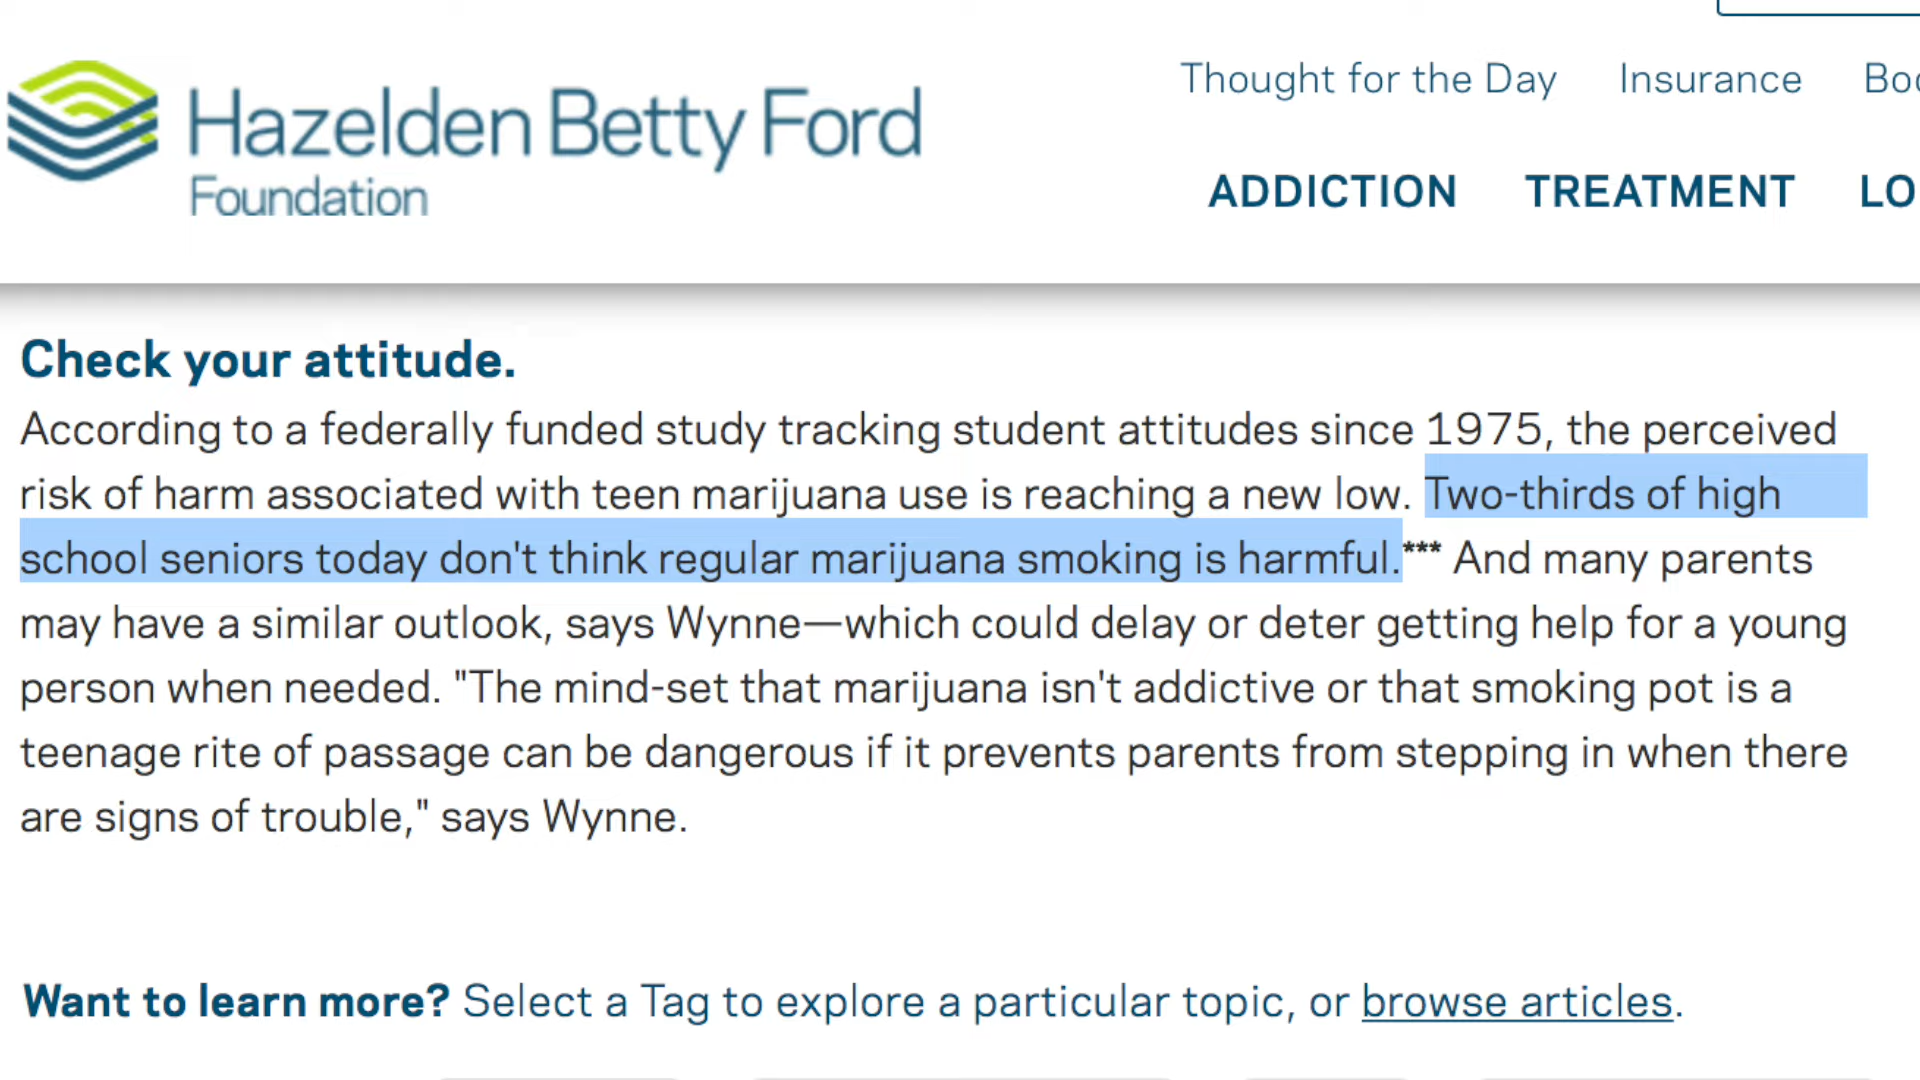 Thought for the Day Insurance
Hazelden Betty Ford
Foundation
ADDICTION TREATMENT
Check your attitude.
According to a federally funded study tracking student attitudes since 1975, the perceived
risk of harm associated with teen marijuana use is reaching a new low. Two-thirds of high
school seniors today don't think regular marijuana smoking is harmful.*** And many parents
may have a similar outlook, says Wynne—which could delay or deter getting help for a young
person when needed. "The mind-set that marijuana isn't addictive or that smoking pot is a
teenage rite of passage can be dangerous if it prevents parents from stepping in when there
are signs of trouble," says Wynne.
Want to learn more? Select a Tag to explore a particular topic, or browse articles.